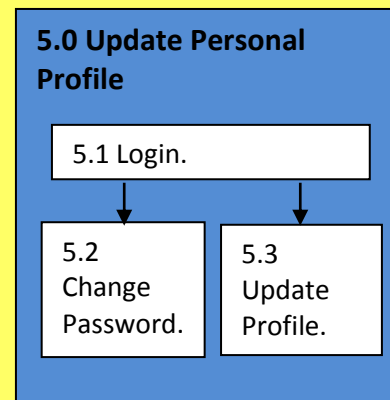 5.0 Update Personal
Profile
5.1 Login.
5.2
Change
Password.
5.3
Update
Profile.